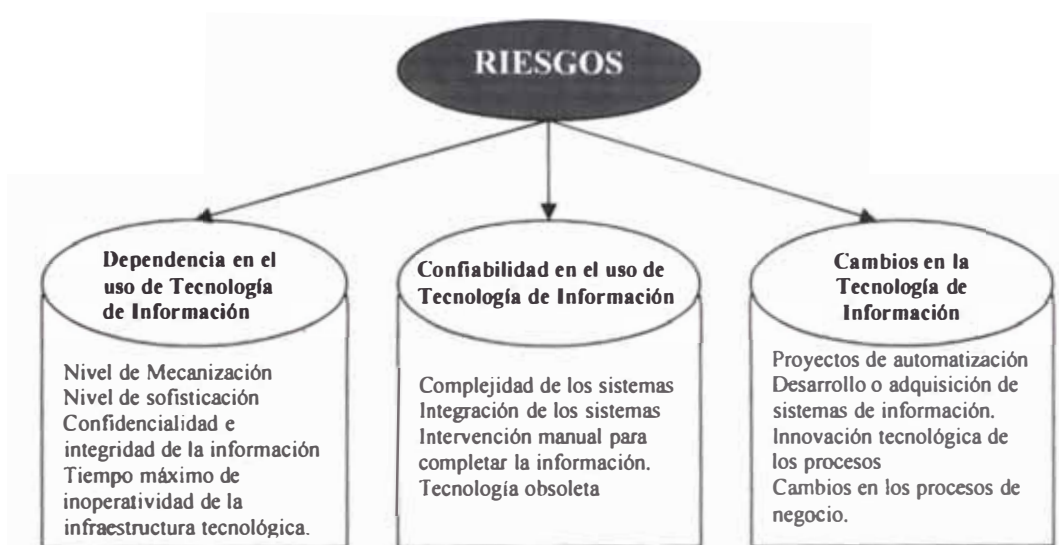 RIESGOS
Dependencia en el
uso de Tecnología
de Información
Nivel de Mecanización
Nivel de sofisticación
Confidencialidad e
integridad de la información
Tiempo máximo de
inoperatividad de la
infraestructura tecnológica.
Confiabilidad en el uso de
Tecnología de Información
Complejidad de los sistemas
Integración de los sistemas
Intervención manual para
completar la información.
Tecnología obsoleta
Cambios en la
Tecnología de
Información
Proyectos de automatización
Desarrollo o adquisición de
sistemas de información.
Innovación tecnológica de
los procesos
Cambios en los procesos de
negocio.